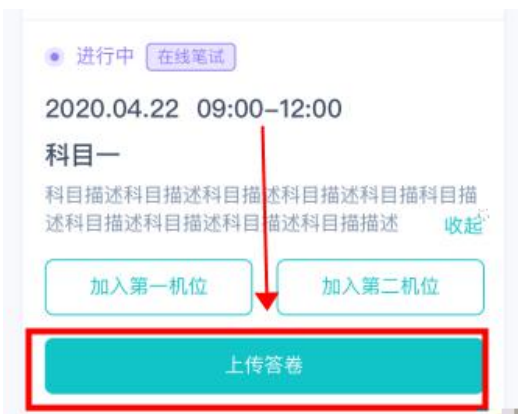 进行中 在线笔试
2020.04.22 09:00-12:00
科目一
科目描述科目描述科目描述科目描述科目描科目描
述科目描述科目描述科目描述科目描描述 收起
加入第一机位 加入第二机位
上传答卷